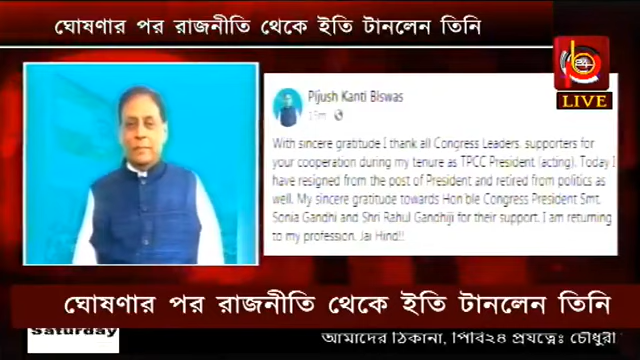 ঘোষণার পর রাজনীতি থেকে ইতি টানলেন তিনি
24
LIVE
Pijush Kanti Biswas
15m
With sincere gratitude I thank all Congress Leaders, supporters for
your cooperation during my tenure as TPCC President (acting). Today I
have resigned from the post of President and retired from politics as
well. My sincere gratitude towards Hon'ble Congress President Smt.
Sonia Gandhi and Shri Rahul Gandhiji for their support. I am returning
to my profession. Jai Hind!!
ঘোষণার পর রাজনীতি থেকে ইতি টানলেন তিনি
Saturday
আমাদের ঠিকানা, পিবি২৪ প্রযত্নেঃ চৌধুরী